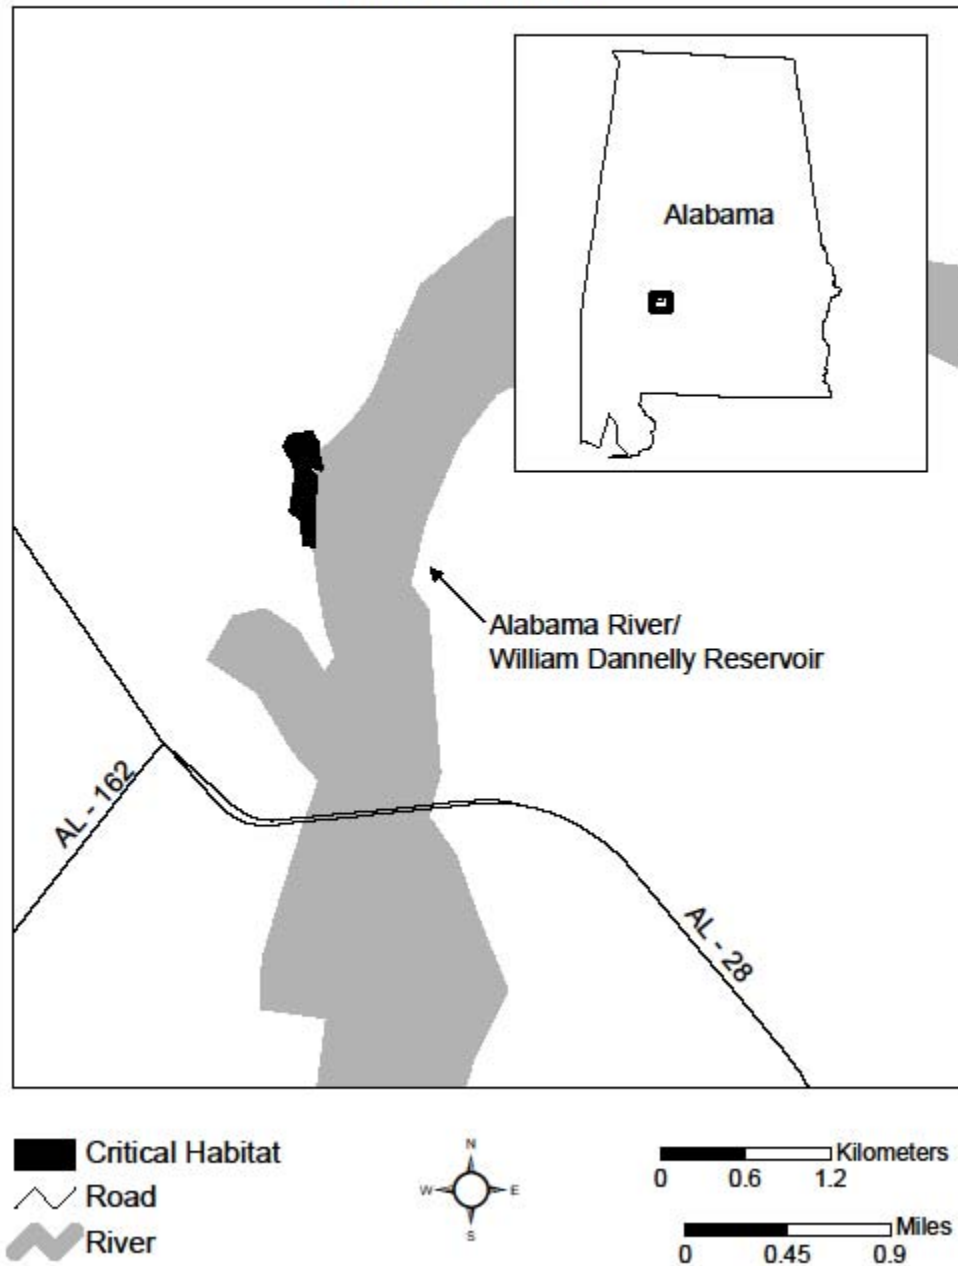 Alabama
Alabama River/
William Dannelly Reservoir
AL - 162
AL - 28
Critical Habitat
Road
River
N
W
E
S
Kilometers
0 0.6 1.2
Miles
0 0.45 0.9